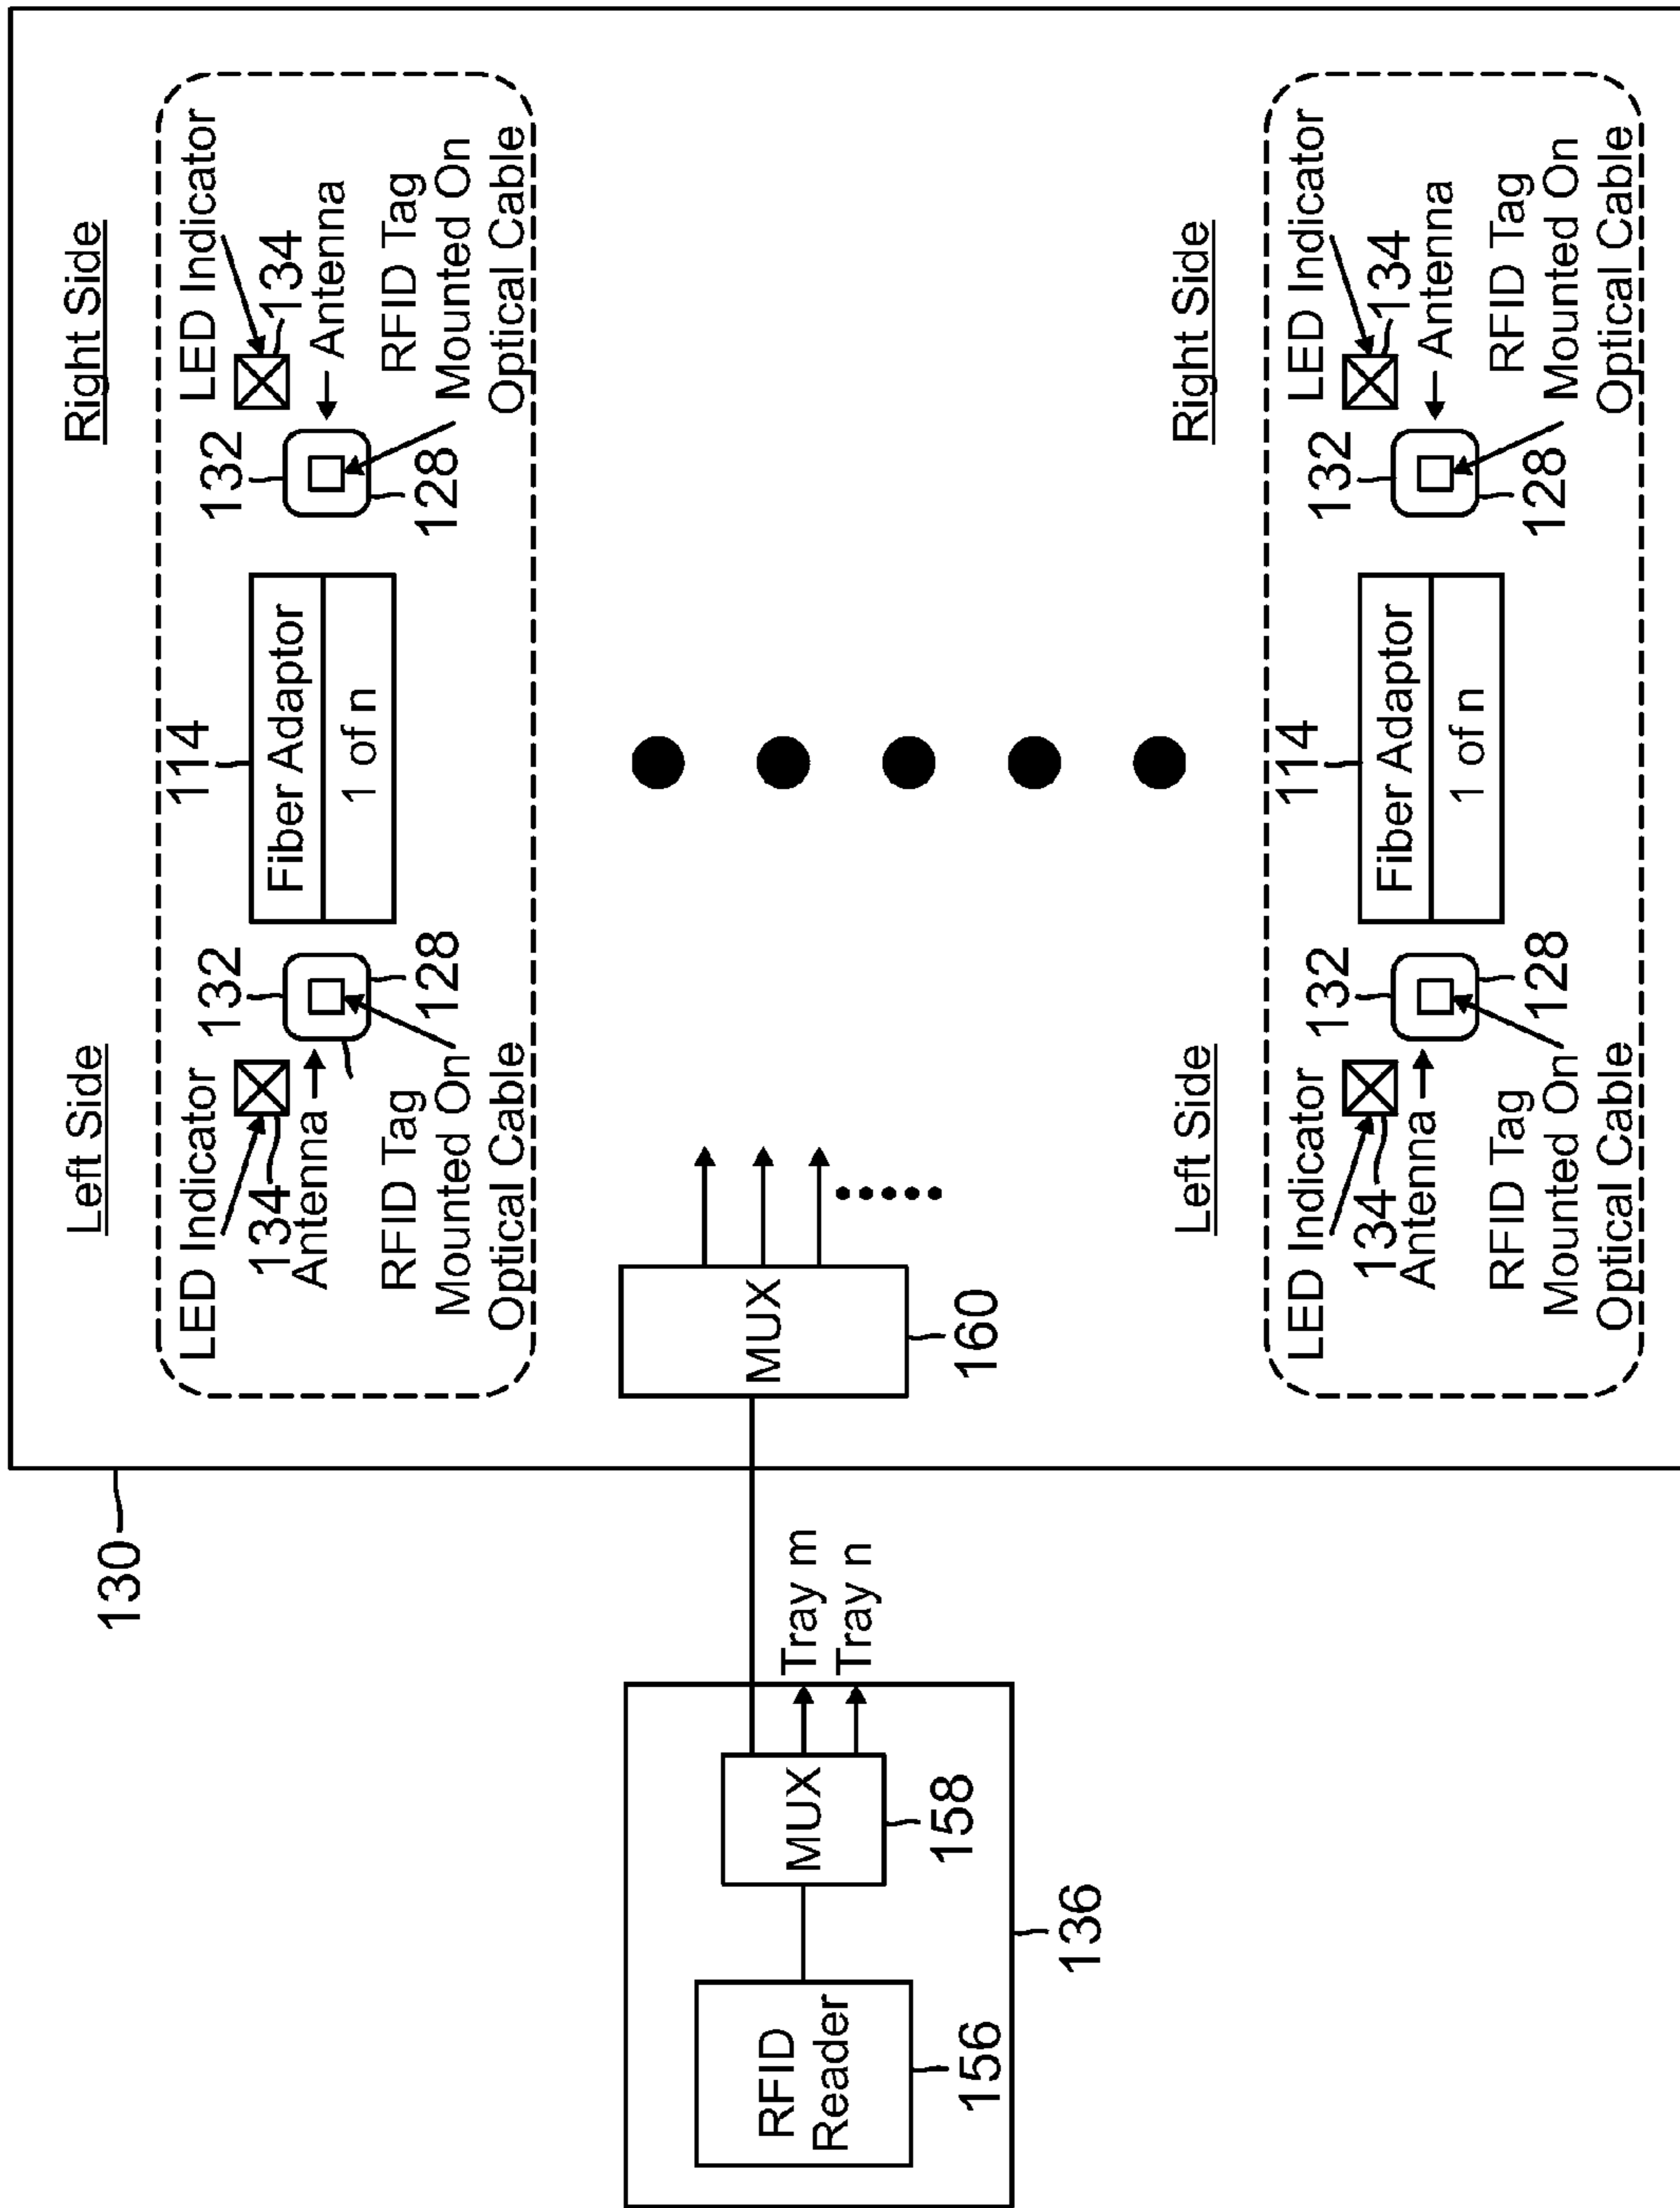 130
Left Side
Right Side
LED Indicator
134
Antenna
132
128
RFID Tag
Mounted On
Optical Cable
114
Fiber Adaptor
1 of n
132
128
LED Indicator
134
Antenna
RFID Tag
Mounted On
Optical Cable
RFID
Reader
156
MUX
158
136
Tray m
Tray n
MUX
160
Left Side
Right Side
LED Indicator
134
Antenna
132
128
RFID Tag
Mounted On
Optical Cable
114
Fiber Adaptor
1 of n
132
128
LED Indicator
134
Antenna
RFID Tag
Mounted On
Optical Cable